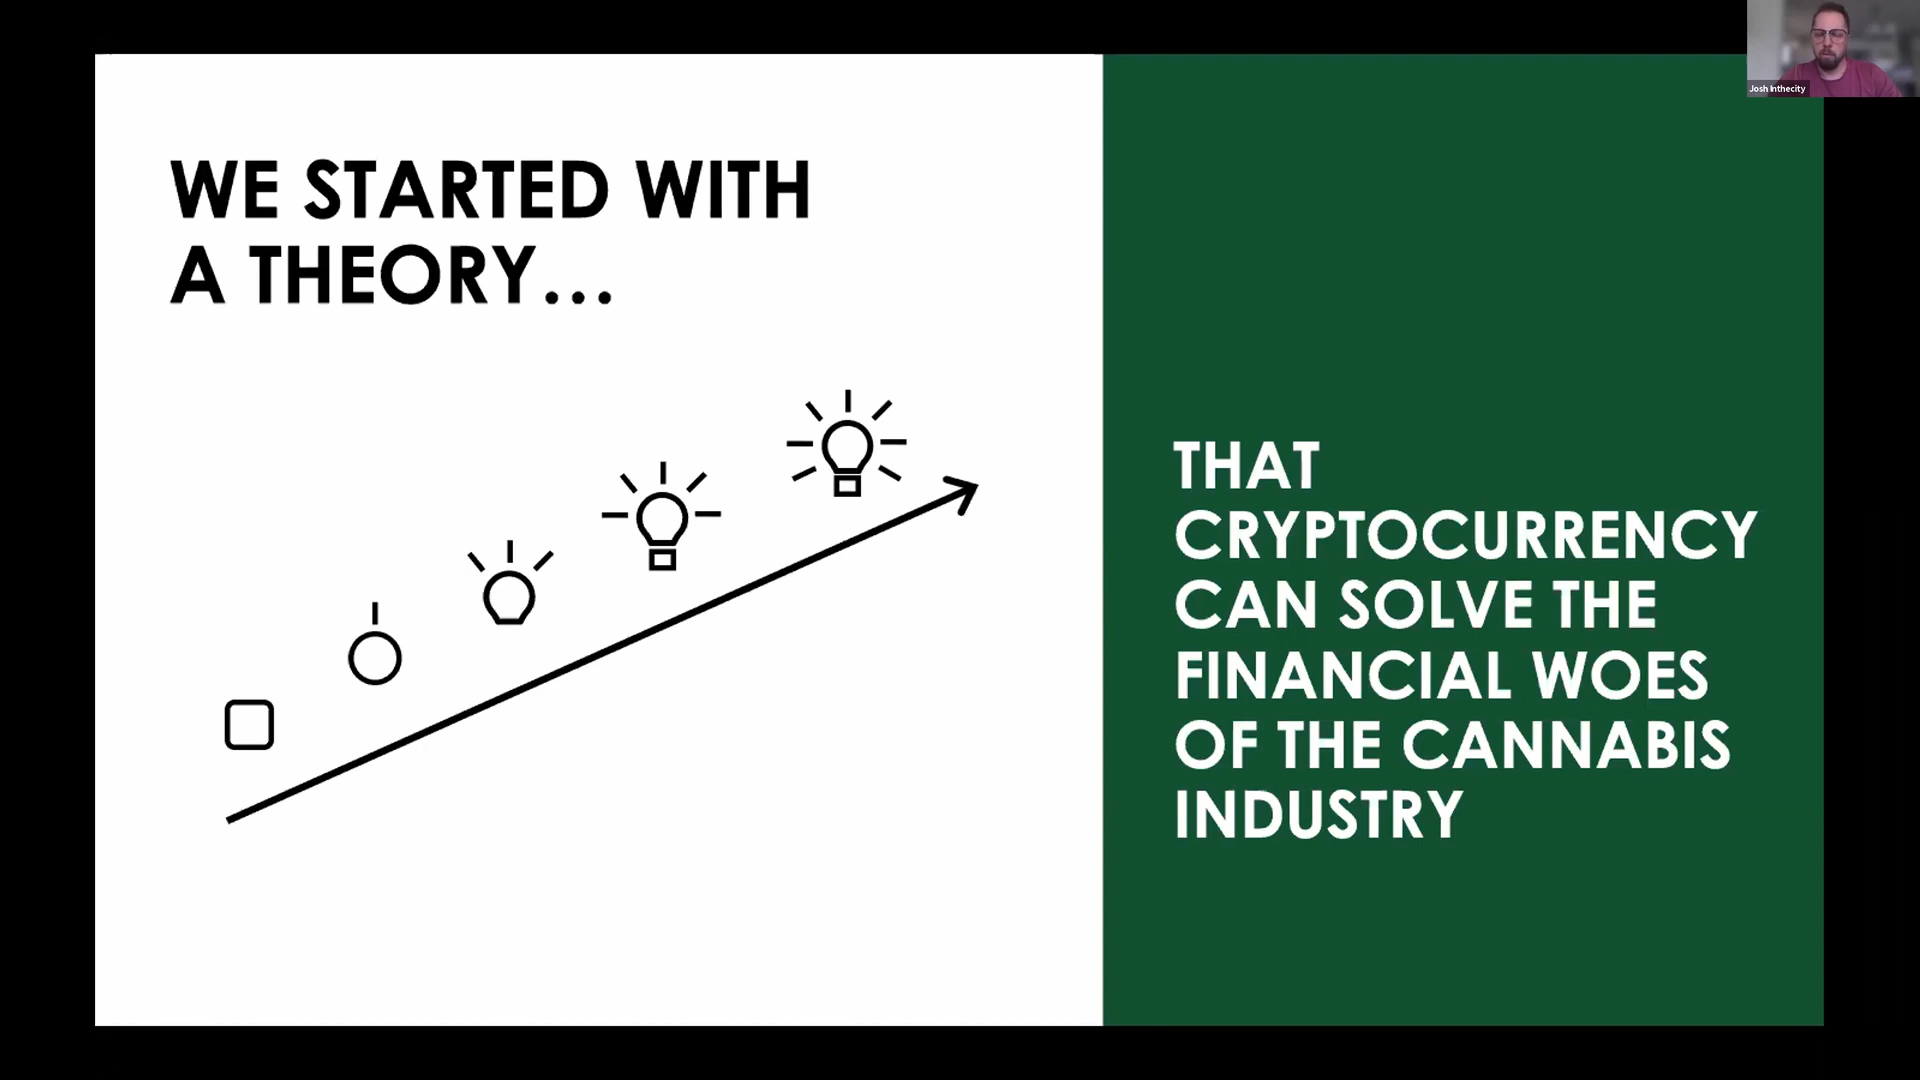 WE STARTED WITH
A THEORY...
THAT
CRYPTOCURRENCY
CAN SOLVE THE
FINANCIAL WOES
OF THE CANNABIS
INDUSTRY
Josh Inthecity